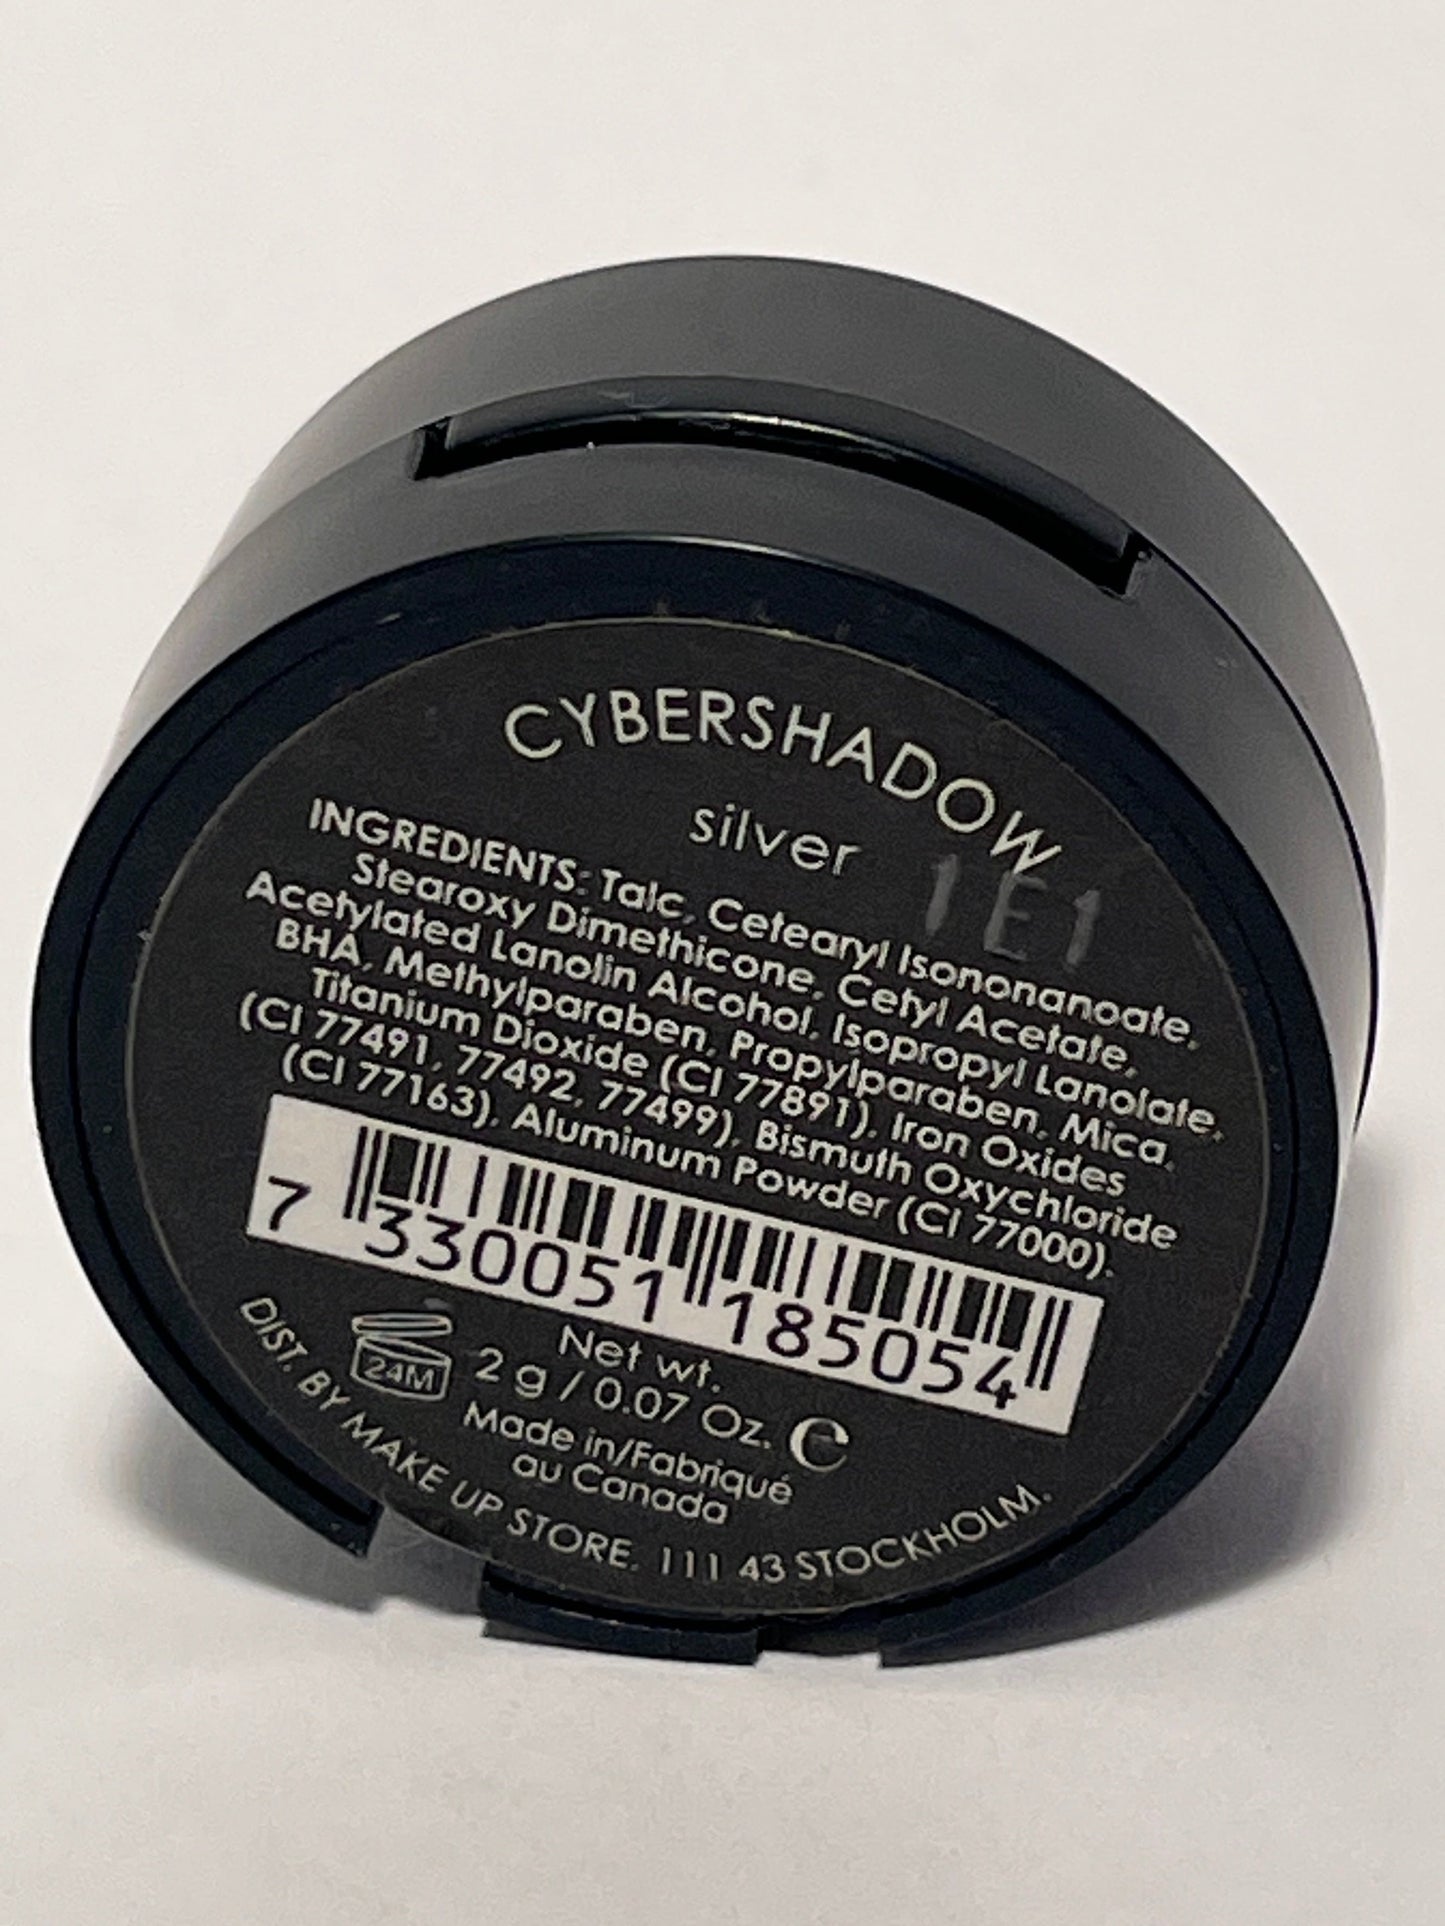 CYBERSHADOW
silver
1E1
INGREDIENTS: Talc, Cetearyl Isononanoate,
Stearoxy Dimethicone, Cetyl Acetate,
Acetylated Lanolin Alcohol, Isopropyl Lanolate,
BHA, Methylparaben, Propylparaben, Mica,
Titanium Dioxide (CI 77891), Iron Oxides
(CI 77491, 77492, 77499), Bismuth Oxychloride
(CI 77163), Aluminum Powder (CI 77000).
7 330051 185054
24M
Net wt.
2 g / 0.07 Oz. ℮
Made in/Fabriqué
au Canada
DIST. BY MAKE UP STORE, 111 43 STOCKHOLM.